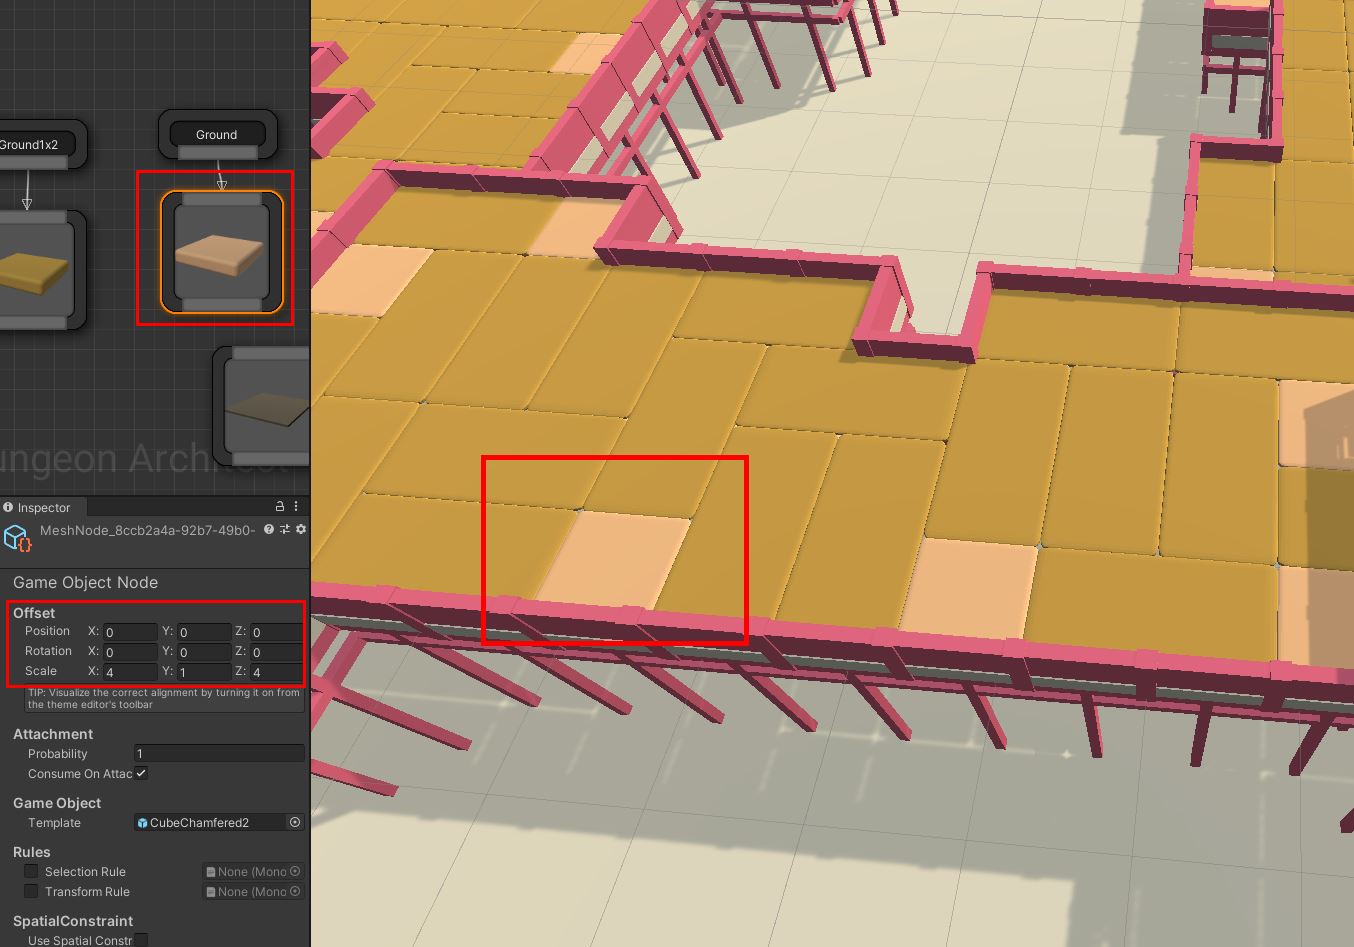 Ground1x2
Ground
Inspector
MeshNode_8ccb2a4a-92b7-49b0-
Game Object Node
Offset
Position X: 0 Y: 0 Z: 0
Rotation X: 0 Y: 0 Z: 0
Scale X: 4 Y: 1 Z: 4
TIP: Visualize the correct alignment by turning it on from
the theme editor's toolbar
Attachment
Probability 1
Consume On Attac
Game Object
Template CubeChamfered2
Rules
Selection Rule None (Mono
Transform Rule None (Mono
SpatialConstraint
Use Spatial Constr